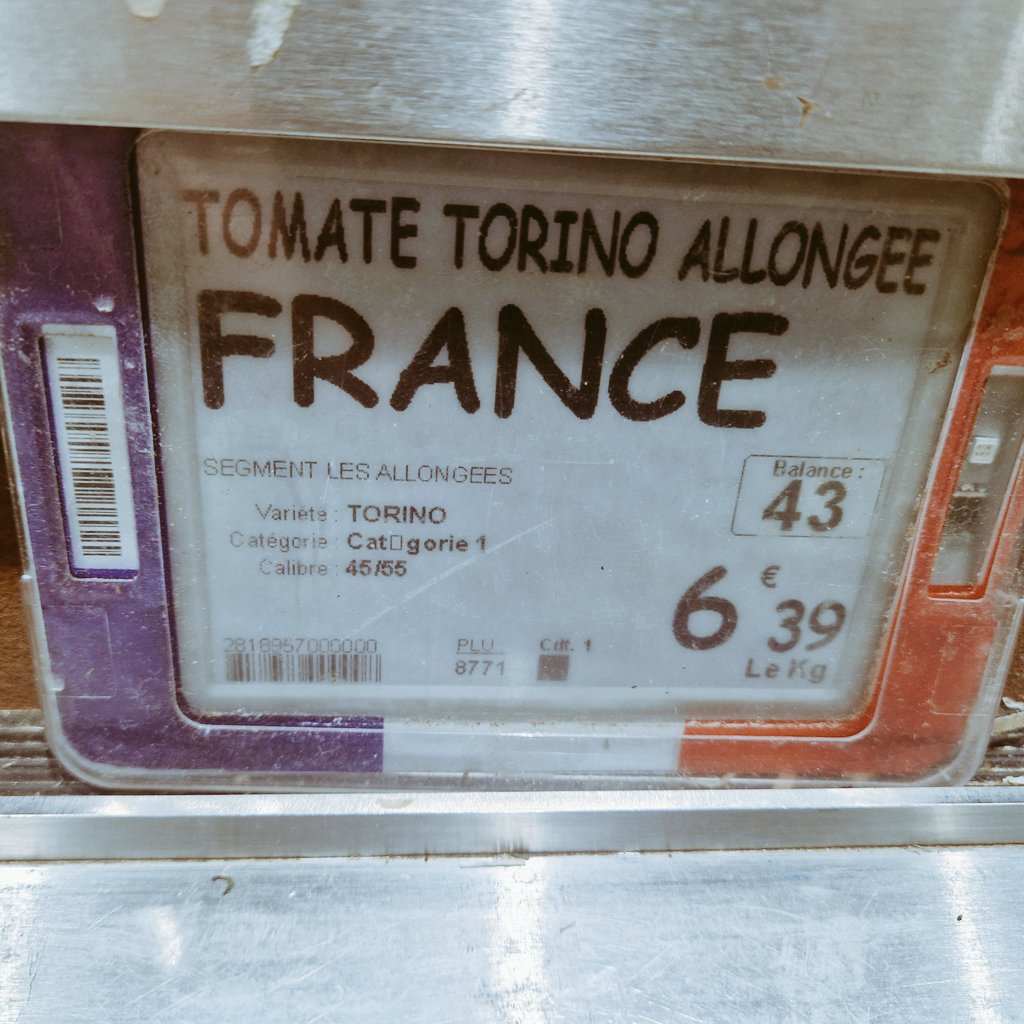 TOMATE TORINO ALLONGEE
FRANCE
SEGMENT LES ALLONGEES
Balance :
43
Variété : TORINO
Catégorie : Cat□gorie 1
Calibre : 45/55
6 € 39
Le Kg
2818957000000
PLU :
8771
Cdt. 1